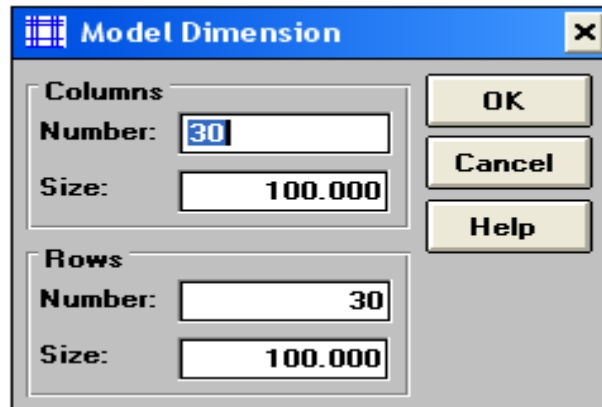 Model Dimension
Columns
Number: 30
Size: 100.000
OK
Cancel
Help
Rows
Number: 30
Size: 100.000